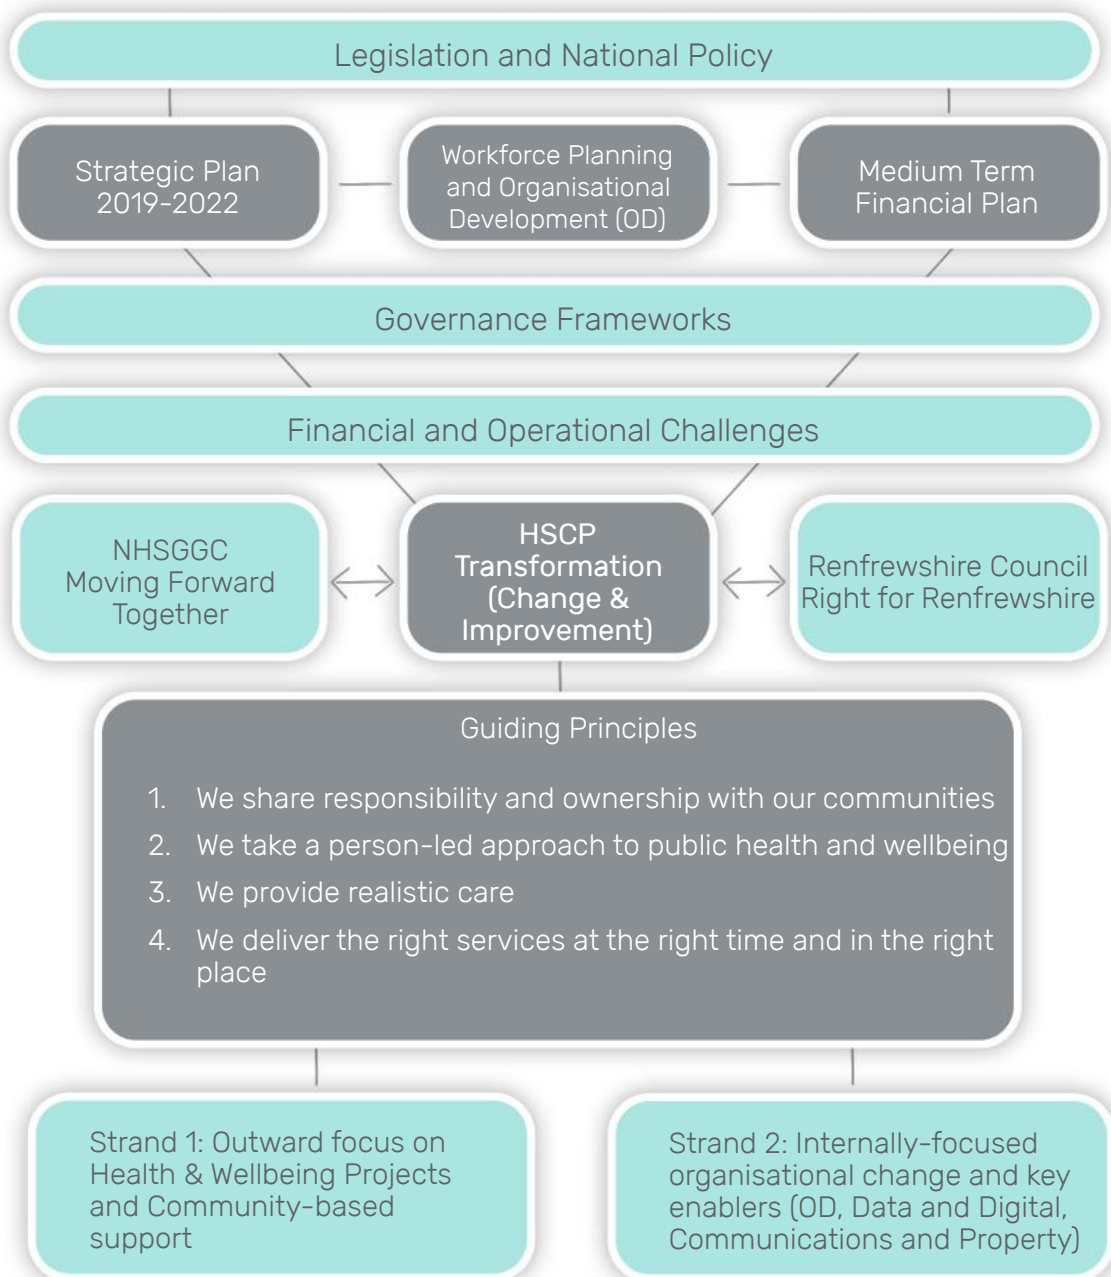 Legislation and National Policy
Strategic Plan
2019-2022
Workforce Planning
and Organisational
Development (OD)
Medium Term
Financial Plan
Governance Frameworks
Financial and Operational Challenges
NHSGGC
Moving Forward
Together
HSCP
Transformation
(Change &
Improvement)
Renfrewshire Council
Right for Renfrewshire
Guiding Principles
1. We share responsibility and ownership with our communities
2. We take a person-led approach to public health and wellbeing
3. We provide realistic care
4. We deliver the right services at the right time and in the right
place
Strand 1: Outward focus on
Health & Wellbeing Projects
and Community-based
support
Strand 2: Internally-focused
organisational change and key
enablers (OD, Data and Digital,
Communications and Property)